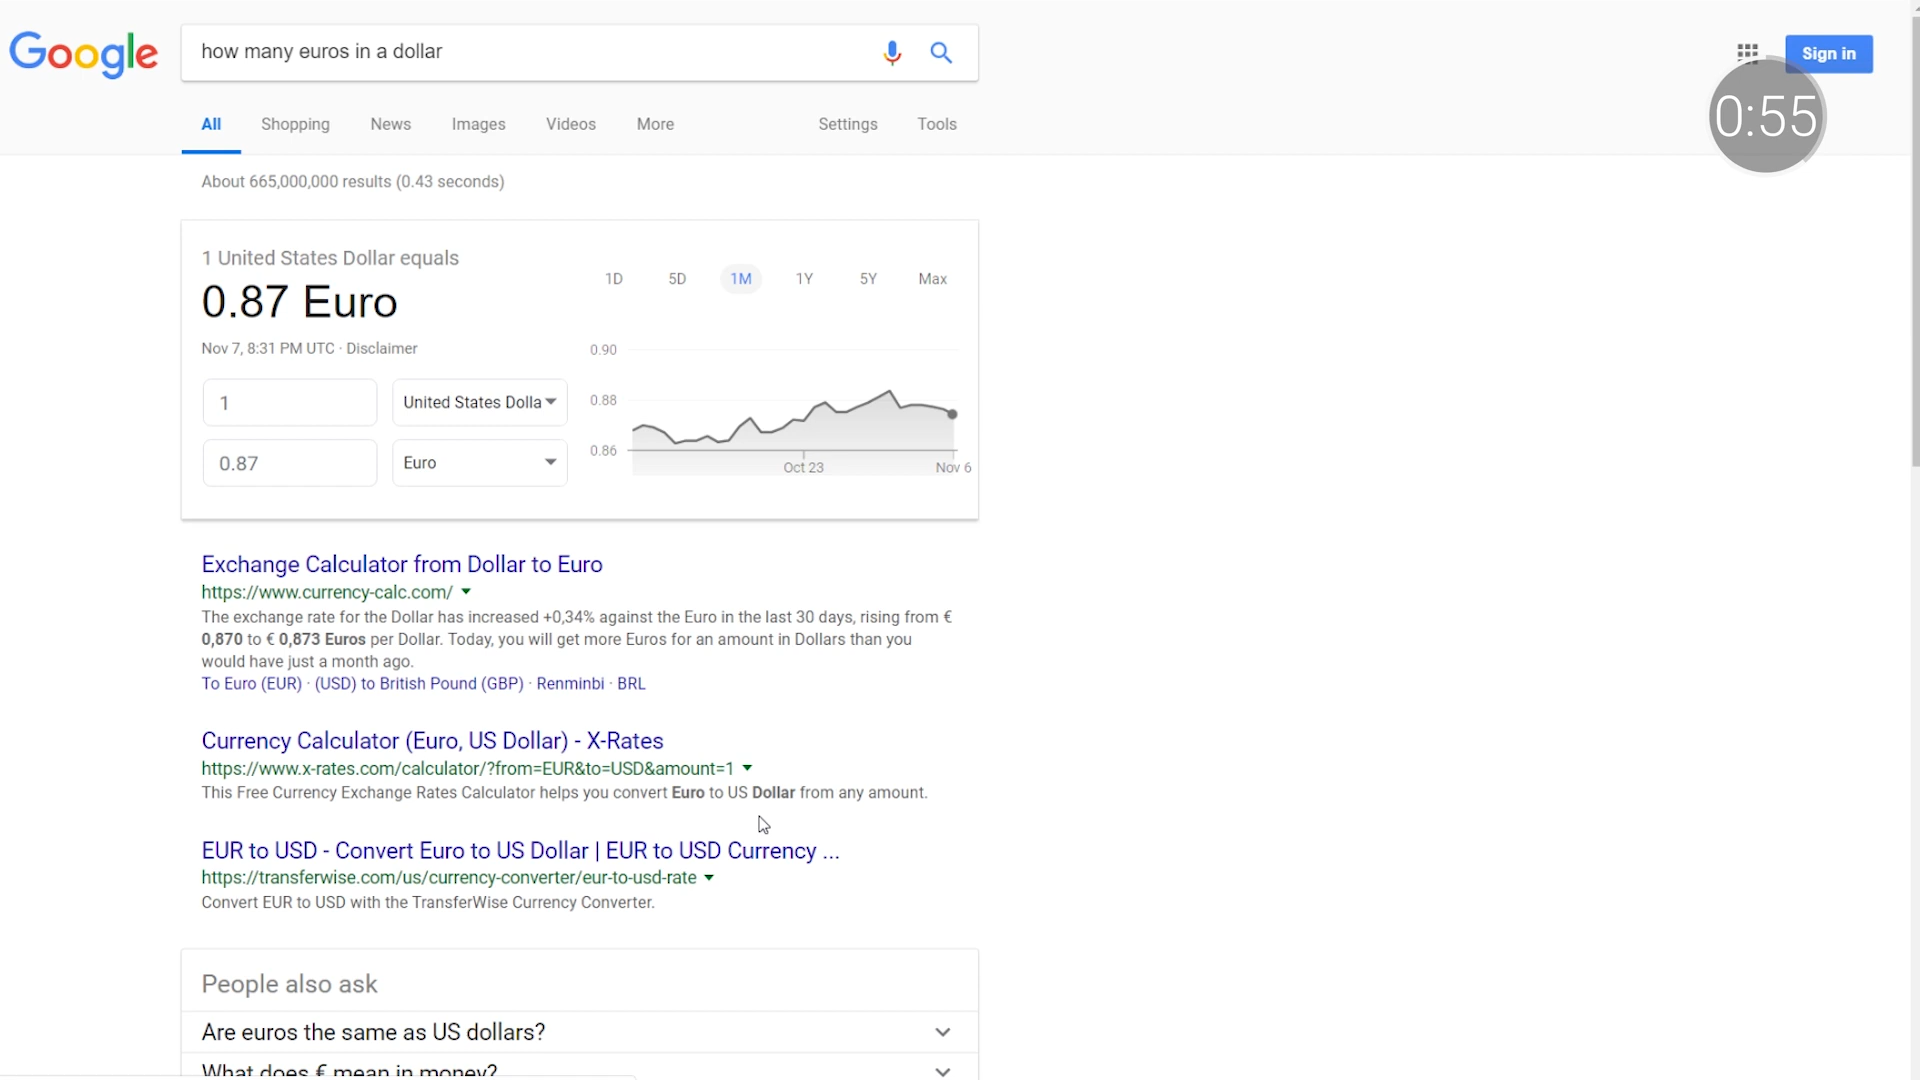 Google
how many euros in a dollar
Sign in
0:55
All Shopping News Images Videos More Settings Tools
About 665,000,000 results (0.43 seconds)
1 United States Dollar equals
0.87 Euro
Nov 7, 8:31 PM UTC · Disclaimer
1 United States Dolla
0.87 Euro
1D 5D 1M 1Y 5Y Max
0.90
0.88
0.86
Oct 23 Nov 6
Exchange Calculator from Dollar to Euro
https://www.currency-calc.com/
The exchange rate for the Dollar has increased +0,34% against the Euro in the last 30 days, rising from €
0,870 to € 0,873 Euros per Dollar. Today, you will get more Euros for an amount in Dollars than you
would have just a month ago.
To Euro (EUR) · (USD) to British Pound (GBP) · Renminbi · BRL
Currency Calculator (Euro, US Dollar) - X-Rates
https://www.x-rates.com/calculator/?from=EUR&to=USD&amount=1
This Free Currency Exchange Rates Calculator helps you convert Euro to US Dollar from any amount.
EUR to USD - Convert Euro to US Dollar | EUR to USD Currency ...
https://transferwise.com/us/currency-converter/eur-to-usd-rate
Convert EUR to USD with the TransferWise Currency Converter.
People also ask
Are euros the same as US dollars?
What does € mean in money?